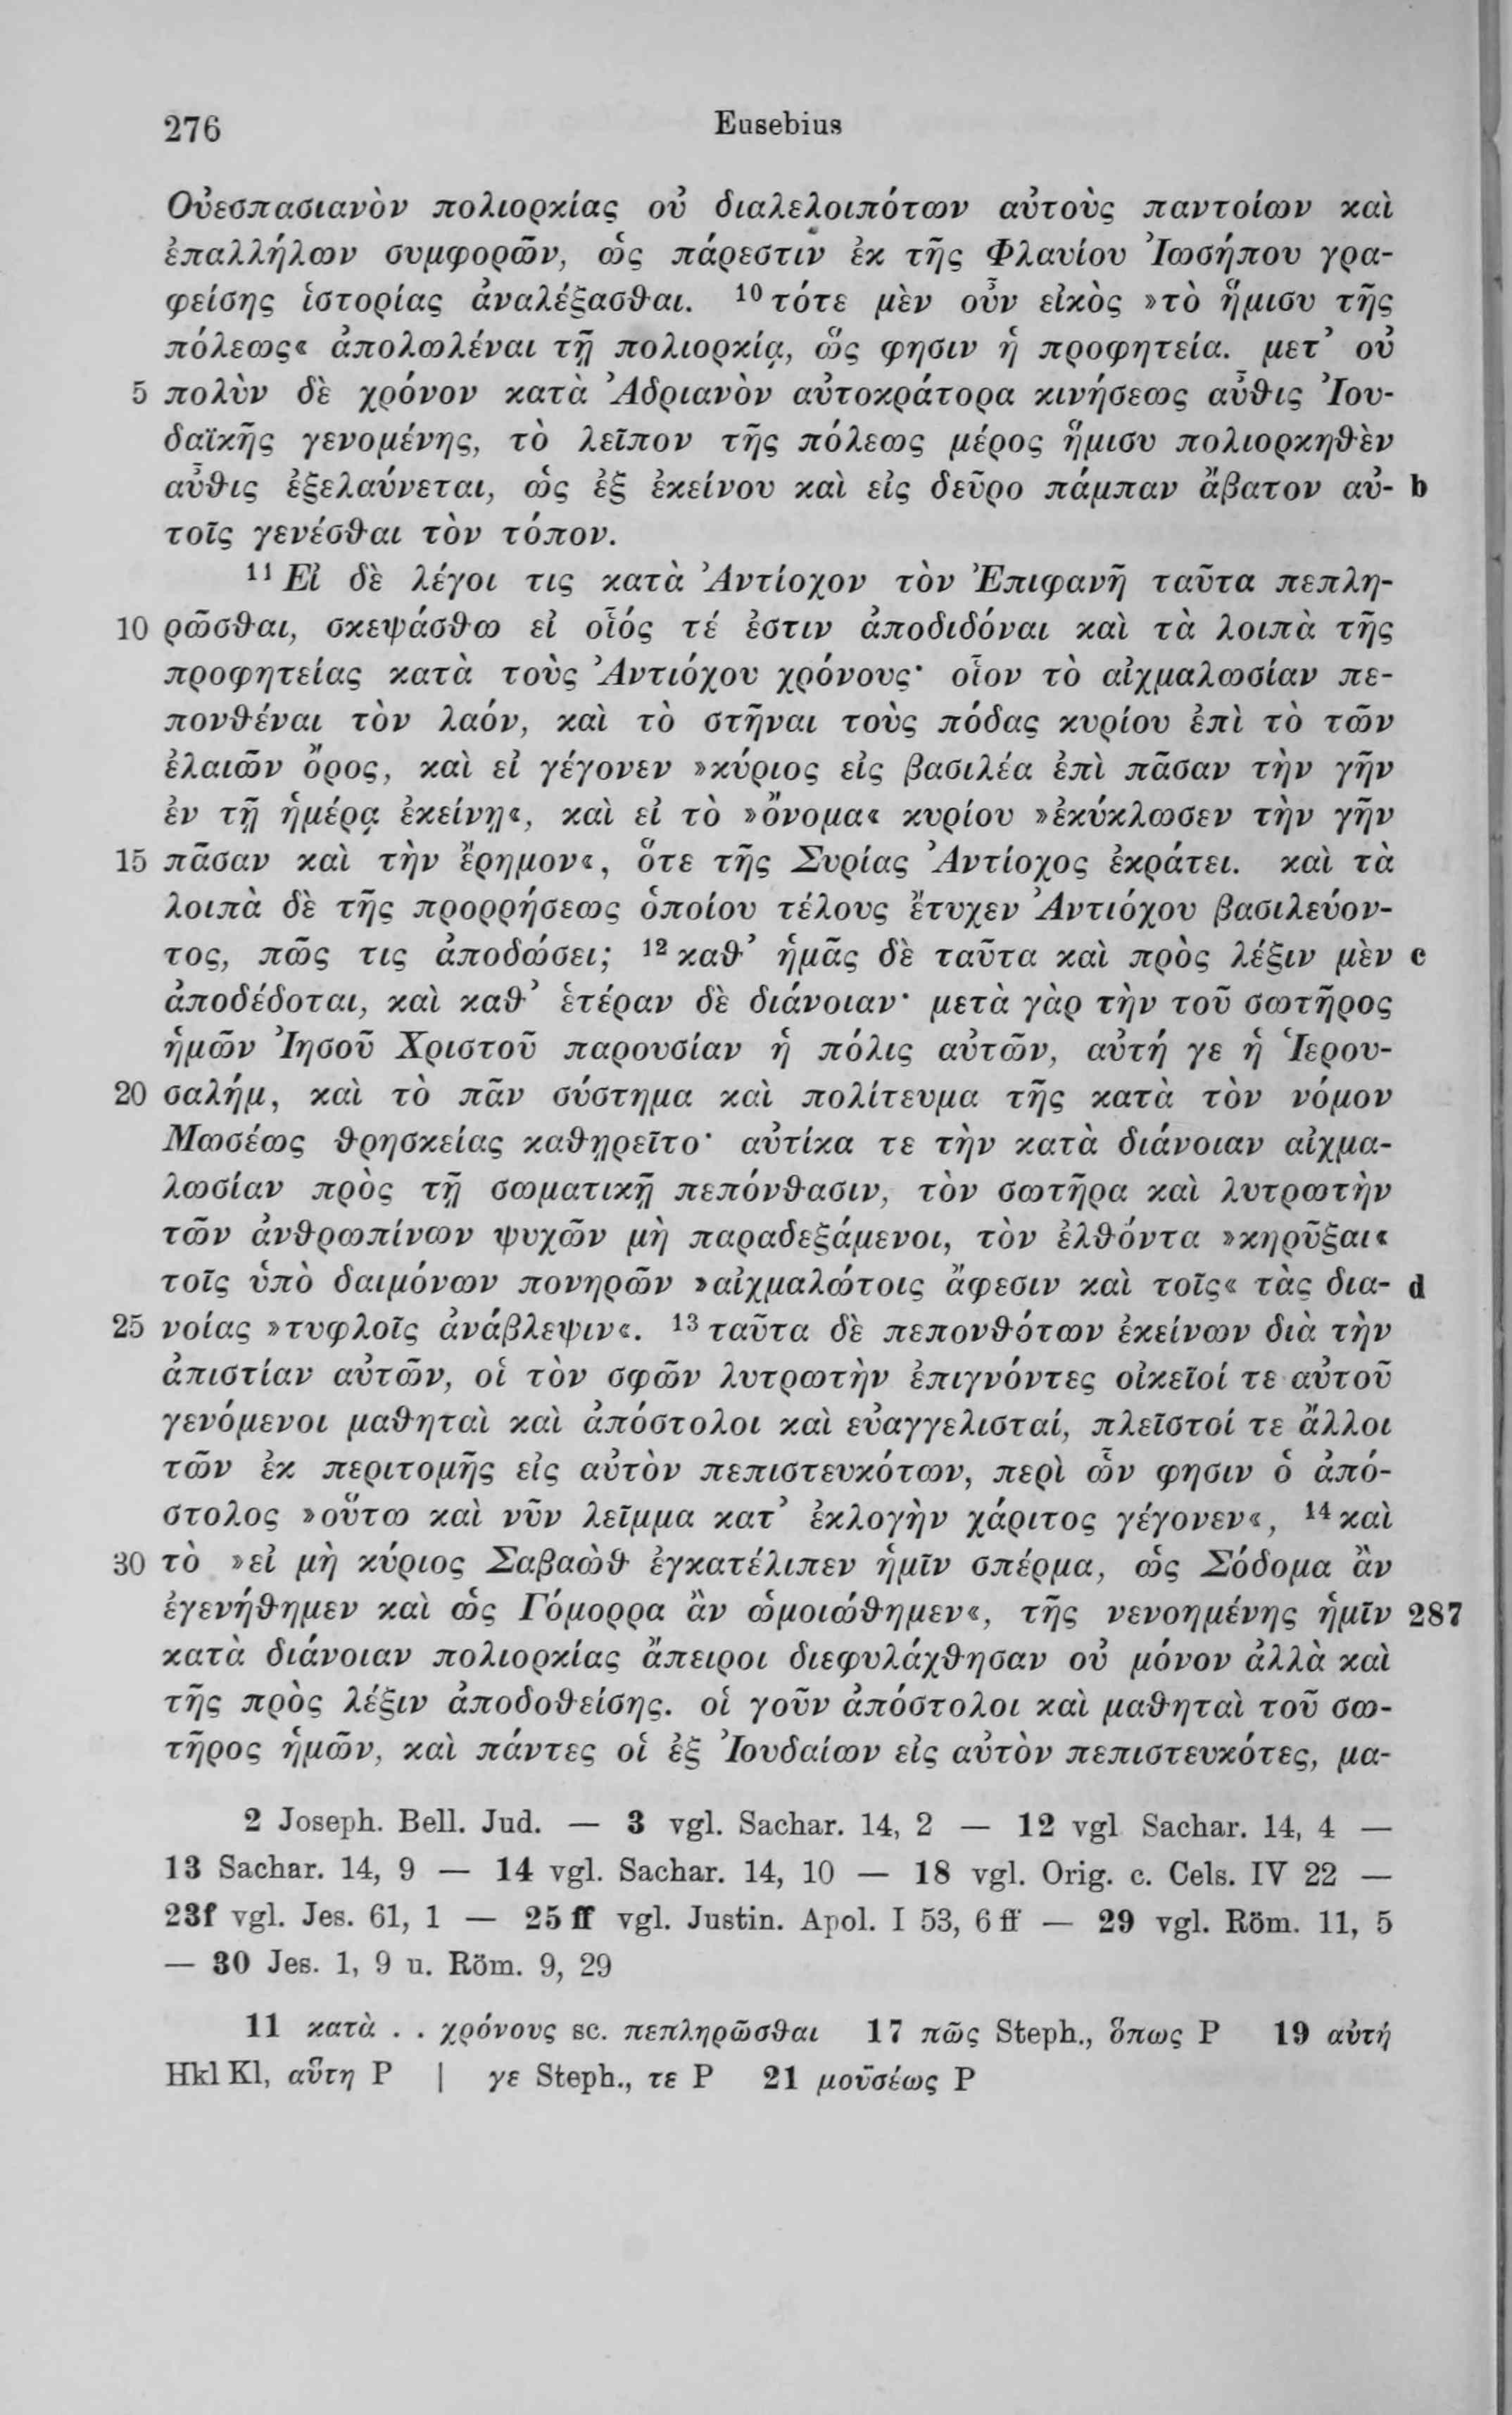 276 Eusebius
Οὐεσπασιανὸν πολιορκίας οὐ διαλελοιπότων αὐτοὺς παντοίων καὶ
ἐπαλλήλων συμφορῶν, ὡς πάρεστιν ἐκ τῆς Φλαυίου Ἰωσήπου γρα-
φείσης ἱστορίας ἀναλέξασθαι. ¹⁰ τότε μὲν οὖν εἰκὸς »τὸ ἥμισυ τῆς
πόλεως« ἀπολωλέναι τῇ πολιορκίᾳ, ὥς φησιν ἡ προφητεία. μετ’ οὐ
5 πολὺν δὲ χρόνον κατὰ Ἀδριανὸν αὐτοκράτορα κινήσεως αὖθις Ἰου-
δαϊκῆς γενομένης, τὸ λεῖπον τῆς πόλεως μέρος ἥμισυ πολιορκηθὲν
αὖθις ἐξελαύνεται, ὡς ἐξ ἐκείνου καὶ εἰς δεῦρο πάμπαν ἄβατον αὐ- b
τοῖς γενέσθαι τὸν τόπον.
¹¹ Εἰ δὲ λέγοι τις κατὰ Ἀντίοχον τὸν Ἐπιφανῆ ταῦτα πεπλη-
10 ρῶσθαι, σκεψάσθω εἰ οἷός τέ ἐστιν ἀποδιδόναι καὶ τὰ λοιπὰ τῆς
προφητείας κατὰ τοὺς Ἀντιόχου χρόνους· οἷον τὸ αἰχμαλωσίαν πε-
πονθέναι τὸν λαόν, καὶ τὸ στῆναι τοὺς πόδας κυρίου ἐπὶ τὸ τῶν
ἐλαιῶν ὄρος, καὶ εἰ γέγονεν »κύριος εἰς βασιλέα ἐπὶ πᾶσαν τὴν γῆν
ἐν τῇ ἡμέρᾳ ἐκείνῃ«, καὶ εἰ τὸ »ὄνομα« κυρίου »ἐκύκλωσεν τὴν γῆν
15 πᾶσαν καὶ τὴν ἔρημον«, ὅτε τῆς Συρίας Ἀντίοχος ἐκράτει. καὶ τὰ
λοιπὰ δὲ τῆς προρρήσεως ὁποίου τέλους ἔτυχεν Ἀντιόχου βασιλεύον-
τος, πῶς τις ἀποδώσει; ¹² καθ’ ἡμᾶς δὲ ταῦτα καὶ πρὸς λέξιν μὲν c
ἀποδέδοται, καὶ καθ’ ἑτέραν δὲ διάνοιαν· μετὰ γὰρ τὴν τοῦ σωτῆρος
ἡμῶν Ἰησοῦ Χριστοῦ παρουσίαν ἡ πόλις αὐτῶν, αὐτή γε ἡ Ἱερου-
20 σαλήμ, καὶ τὸ πᾶν σύστημα καὶ πολίτευμα τῆς κατὰ τὸν νόμον
Μωσέως θρησκείας καθῃρεῖτο· αὐτίκα τε τὴν κατὰ διάνοιαν αἰχμα-
λωσίαν πρὸς τῇ σωματικῇ πεπόνθασιν, τὸν σωτῆρα καὶ λυτρωτὴν
τῶν ἀνθρωπίνων ψυχῶν μὴ παραδεξάμενοι, τὸν ἐλθόντα »κηρῦξαι«
τοῖς ὑπὸ δαιμόνων πονηρῶν »αἰχμαλώτοις ἄφεσιν καὶ τοῖς« τὰς δια- d
25 νοίας »τυφλοῖς ἀνάβλεψιν«. ¹³ ταῦτα δὲ πεπονθότων ἐκείνων διὰ τὴν
ἀπιστίαν αὐτῶν, οἱ τὸν σφῶν λυτρωτὴν ἐπιγνόντες οἰκεῖοί τε αὐτοῦ
γενόμενοι μαθηταὶ καὶ ἀπόστολοι καὶ εὐαγγελισταί, πλεῖστοί τε ἄλλοι
τῶν ἐκ περιτομῆς εἰς αὐτὸν πεπιστευκότων, περὶ ὧν φησιν ὁ ἀπό-
στολος »οὕτω καὶ νῦν λεῖμμα κατ’ ἐκλογὴν χάριτος γέγονεν«, ¹⁴ καὶ
30 τὸ »εἰ μὴ κύριος Σαβαὼθ ἐγκατέλιπεν ἡμῖν σπέρμα, ὡς Σόδομα ἂν
ἐγενήθημεν καὶ ὡς Γόμορρα ἂν ὡμοιώθημεν«, τῆς νενοημένης ἡμῖν 287
κατὰ διάνοιαν πολιορκίας ἄπειροι διεφυλάχθησαν οὐ μόνον ἀλλὰ καὶ
τῆς πρὸς λέξιν ἀποδοθείσης. οἱ γοῦν ἀπόστολοι καὶ μαθηταὶ τοῦ σω-
τῆρος ἡμῶν, καὶ πάντες οἱ ἐξ Ἰουδαίων εἰς αὐτὸν πεπιστευκότες, μα-
2 Joseph. Bell. Jud. — 3 vgl. Sachar. 14, 2 — 12 vgl Sachar. 14, 4 —
13 Sachar. 14, 9 — 14 vgl. Sachar. 14, 10 — 18 vgl. Orig. c. Cels. IV 22 —
23f vgl. Jes. 61, 1 — 25 ff vgl. Justin. Apol. I 53, 6 ff — 29 vgl. Röm. 11, 5
— 30 Jes. 1, 9 u. Röm. 9, 29
11 κατὰ . . χρόνους sc. πεπληρῶσθαι 17 πῶς Steph., ὅπως P 19 αὐτή
Hkl Kl, αὕτη P | γε Steph., τε P 21 μοϋσέως P